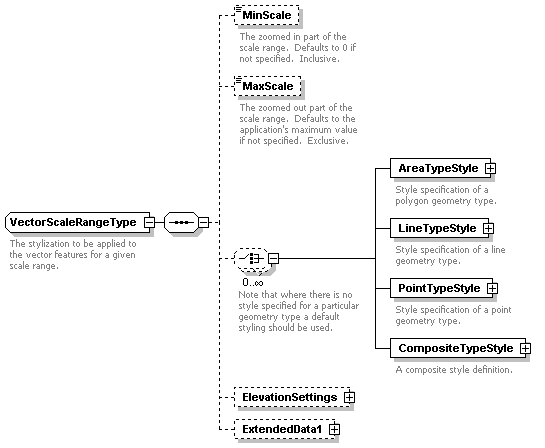 MinScale
The zoomed in part of the
scale range.  Defaults to 0 if
not specified.  Inclusive.
MaxScale
The zoomed out part of the
scale range.  Defaults to the
application's maximum value
if not specified.  Exclusive.
VectorScaleRangeType
The stylization to be applied to
the vector features for a given
scale range.
0..∞
Note that where there is no
style specified for a particular
geometry type a default
styling should be used.
AreaTypeStyle
Style specification of a
polygon geometry type.
LineTypeStyle
Style specification of a line
geometry type.
PointTypeStyle
Style specification of a point
geometry type.
CompositeTypeStyle
A composite style definition.
ElevationSettings
ExtendedData1